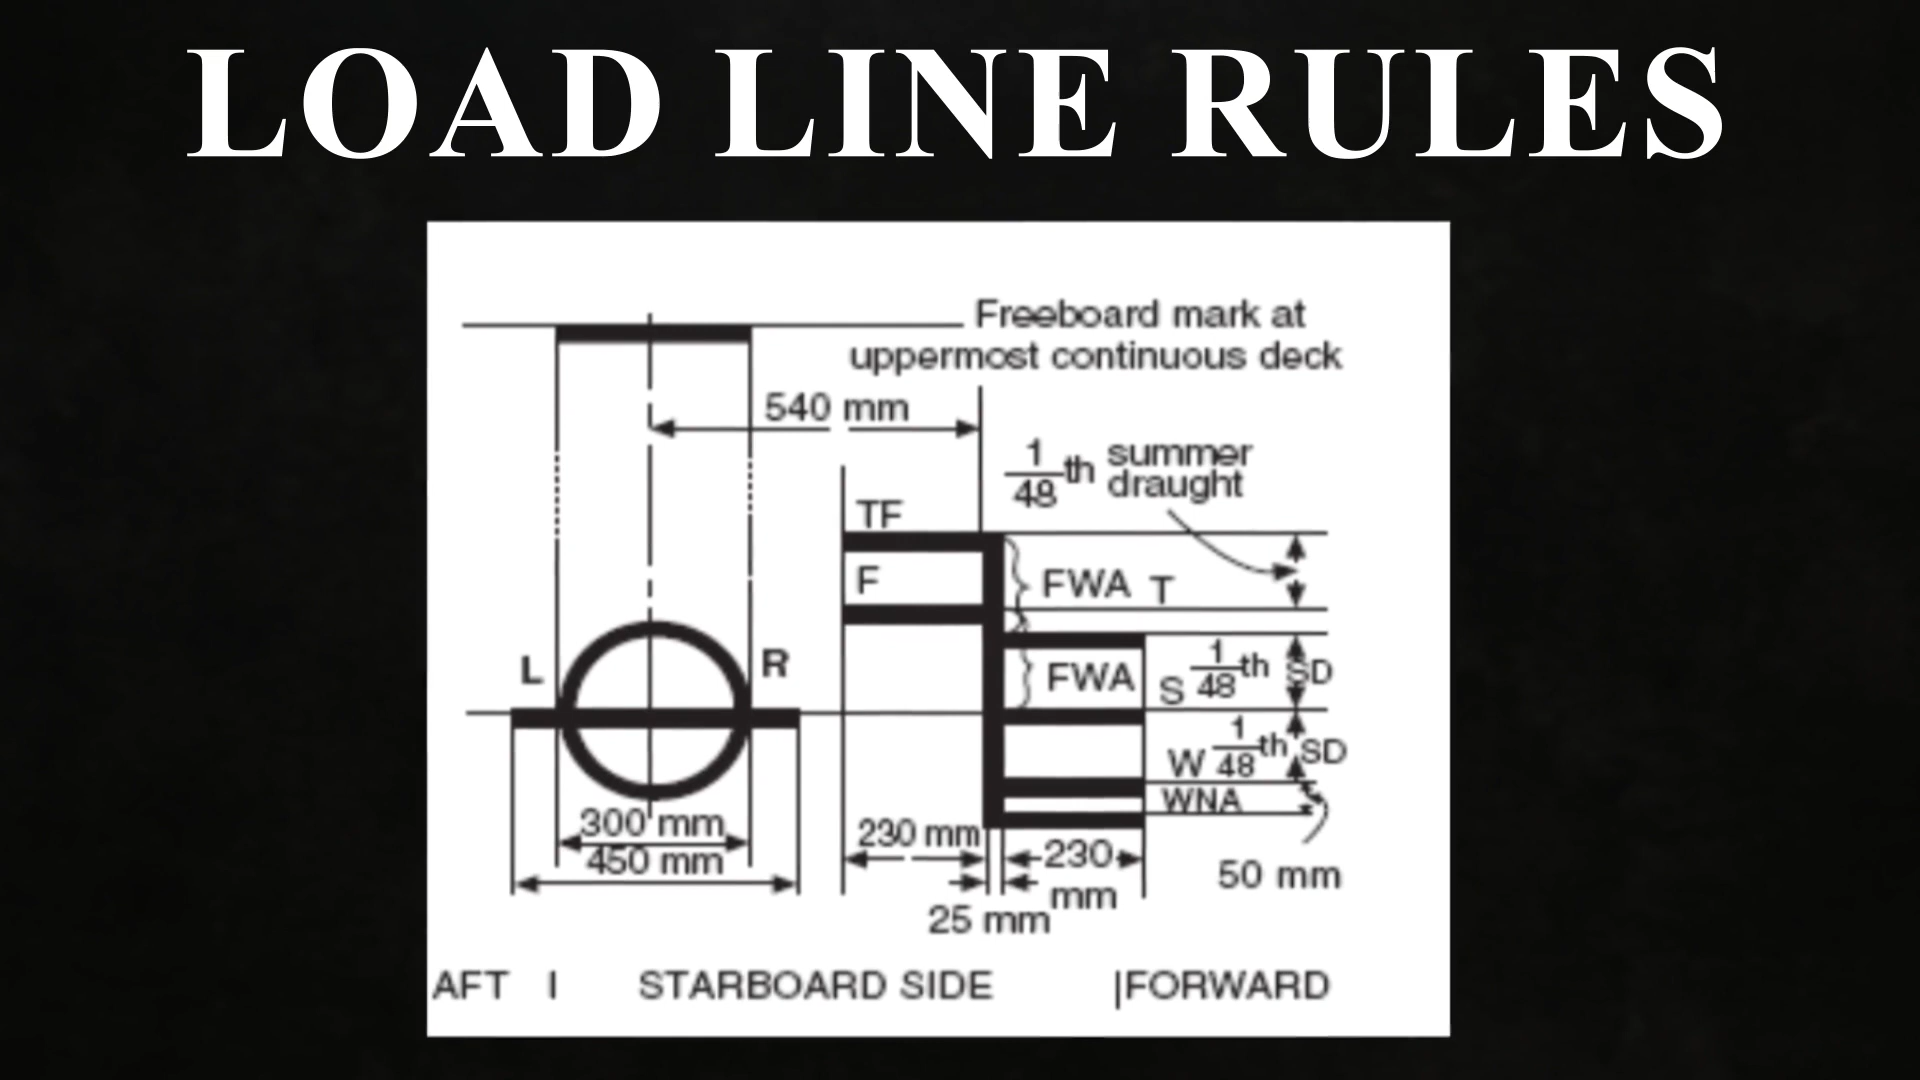 LOAD LINE RULES
Freeboard mark at
uppermost continuous deck
540 mm
1/48 th summer
draught
TF
F
FWA T
L
R
FWA
S 1/48 th SD
W 1/48 th SD
WNA
300 mm
450 mm
230 mm
230
mm
25 mm
50 mm
AFT | STARBOARD SIDE |FORWARD